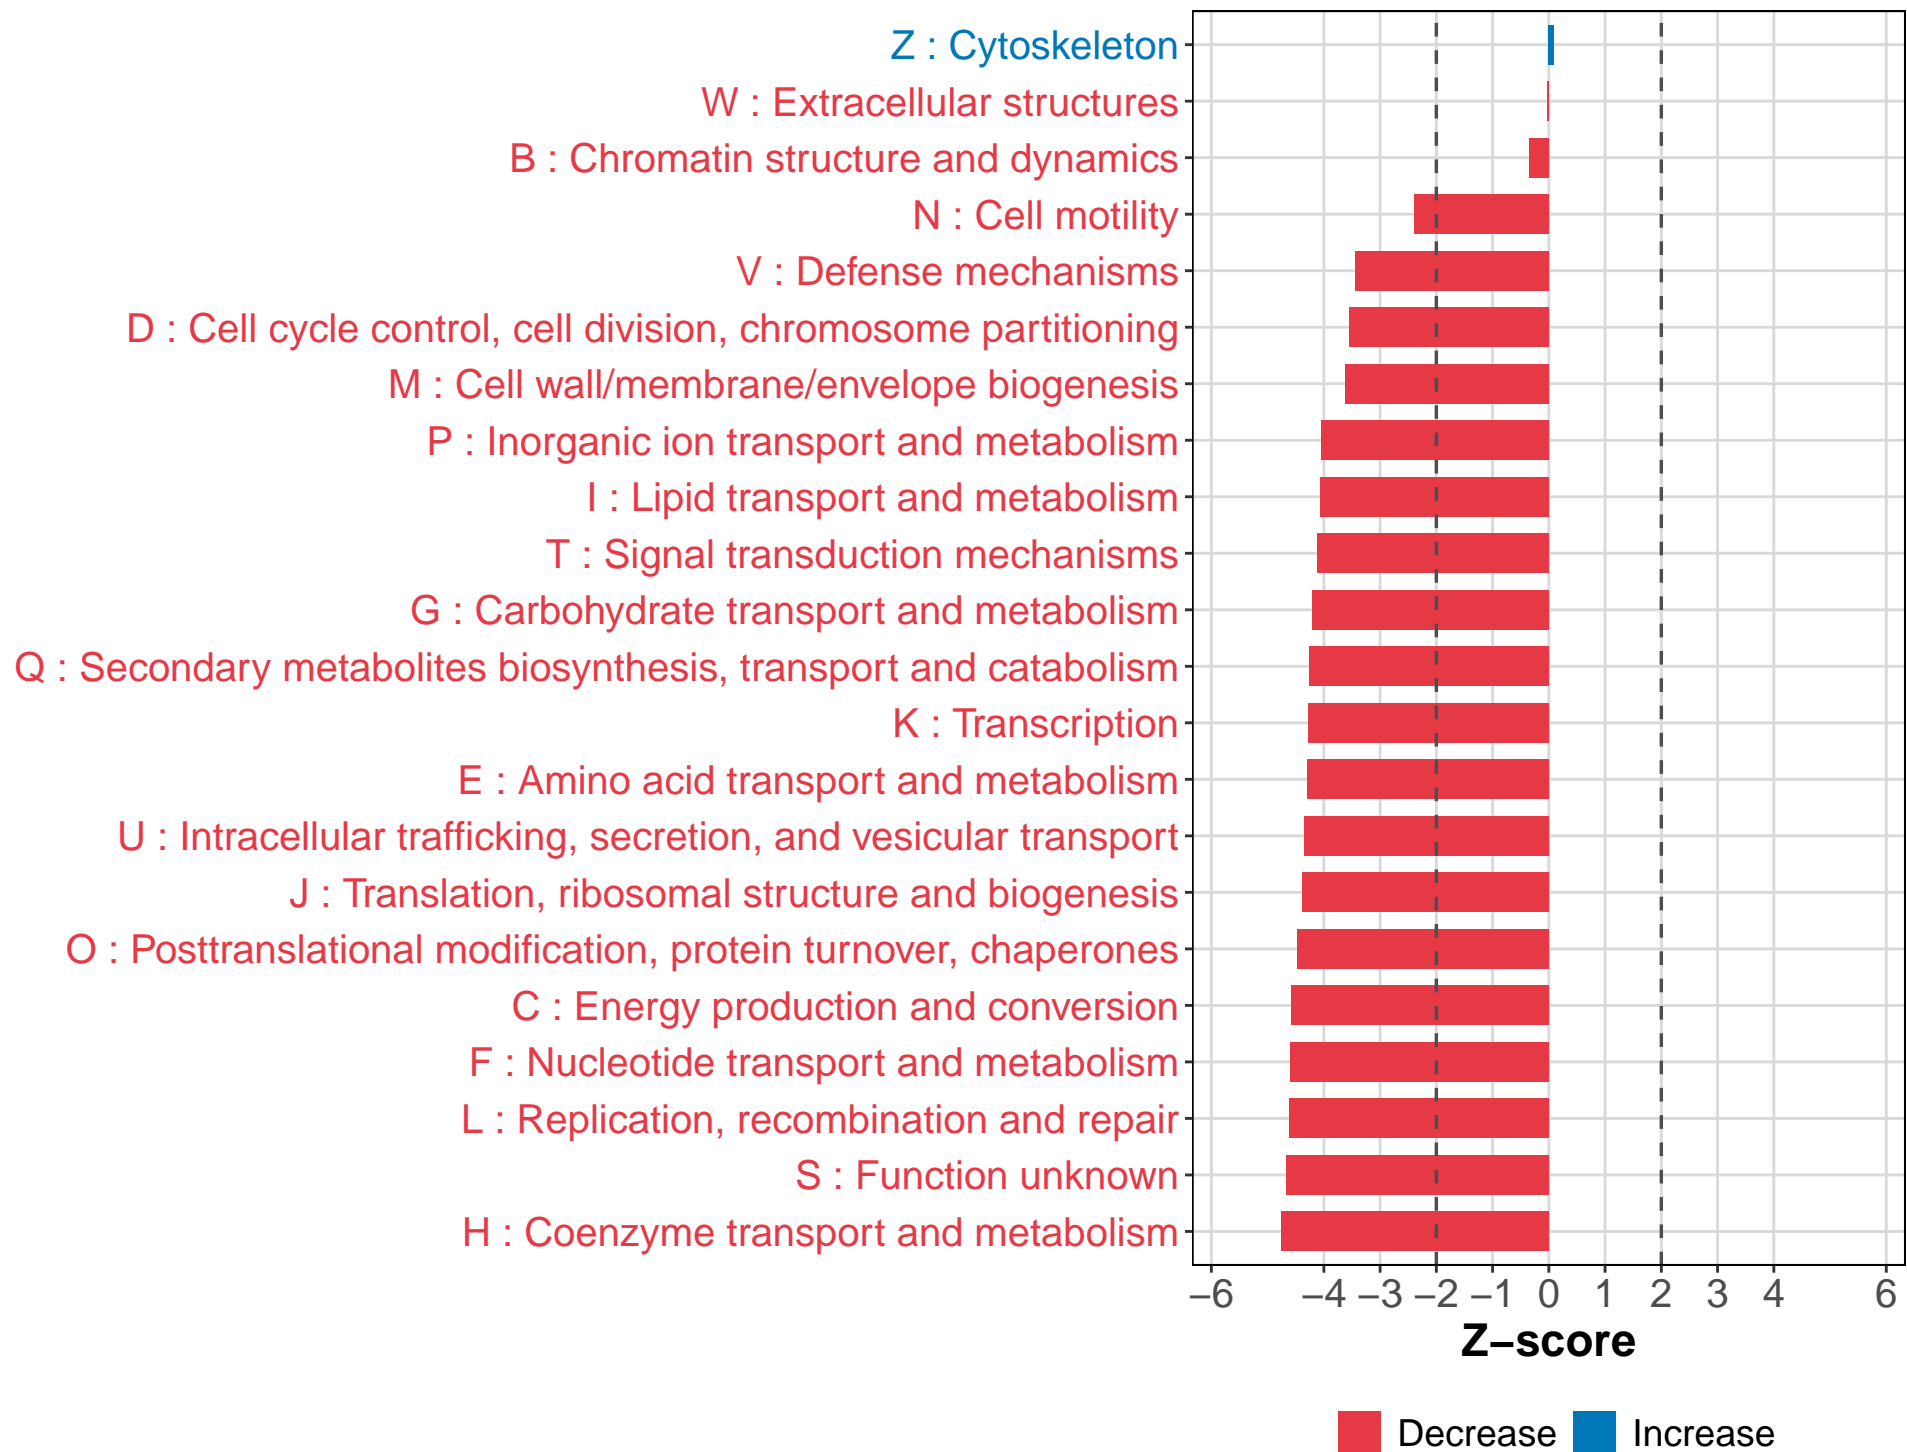 Z : Cytoskeleton
W : Extracellular structures
B : Chromatin structure and dynamics
N : Cell motility
V : Defense mechanisms
D : Cell cycle control, cell division, chromosome partitioning
M : Cell wall/membrane/envelope biogenesis
P : Inorganic ion transport and metabolism
I : Lipid transport and metabolism
T : Signal transduction mechanisms
G : Carbohydrate transport and metabolism
Q : Secondary metabolites biosynthesis, transport and catabolism
K : Transcription
E : Amino acid transport and metabolism
U : Intracellular trafficking, secretion, and vesicular transport
J : Translation, ribosomal structure and biogenesis
O : Posttranslational modification, protein turnover, chaperones
C : Energy production and conversion
F : Nucleotide transport and metabolism
L : Replication, recombination and repair
S : Function unknown
H : Coenzyme transport and metabolism
−6 −4 −3 −2 −1 0 1 2 3 4 6
Z−score
Decrease Increase